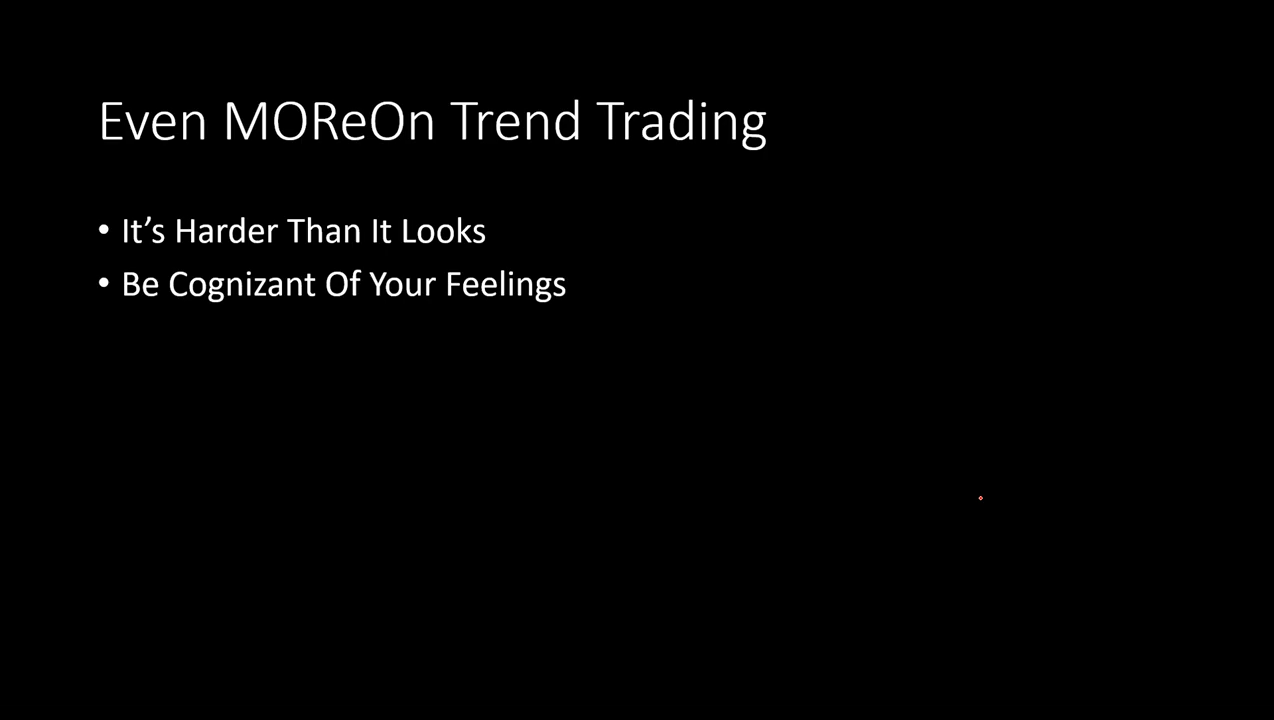 Even MOReOn Trend Trading
• It’s Harder Than It Looks
• Be Cognizant Of Your Feelings